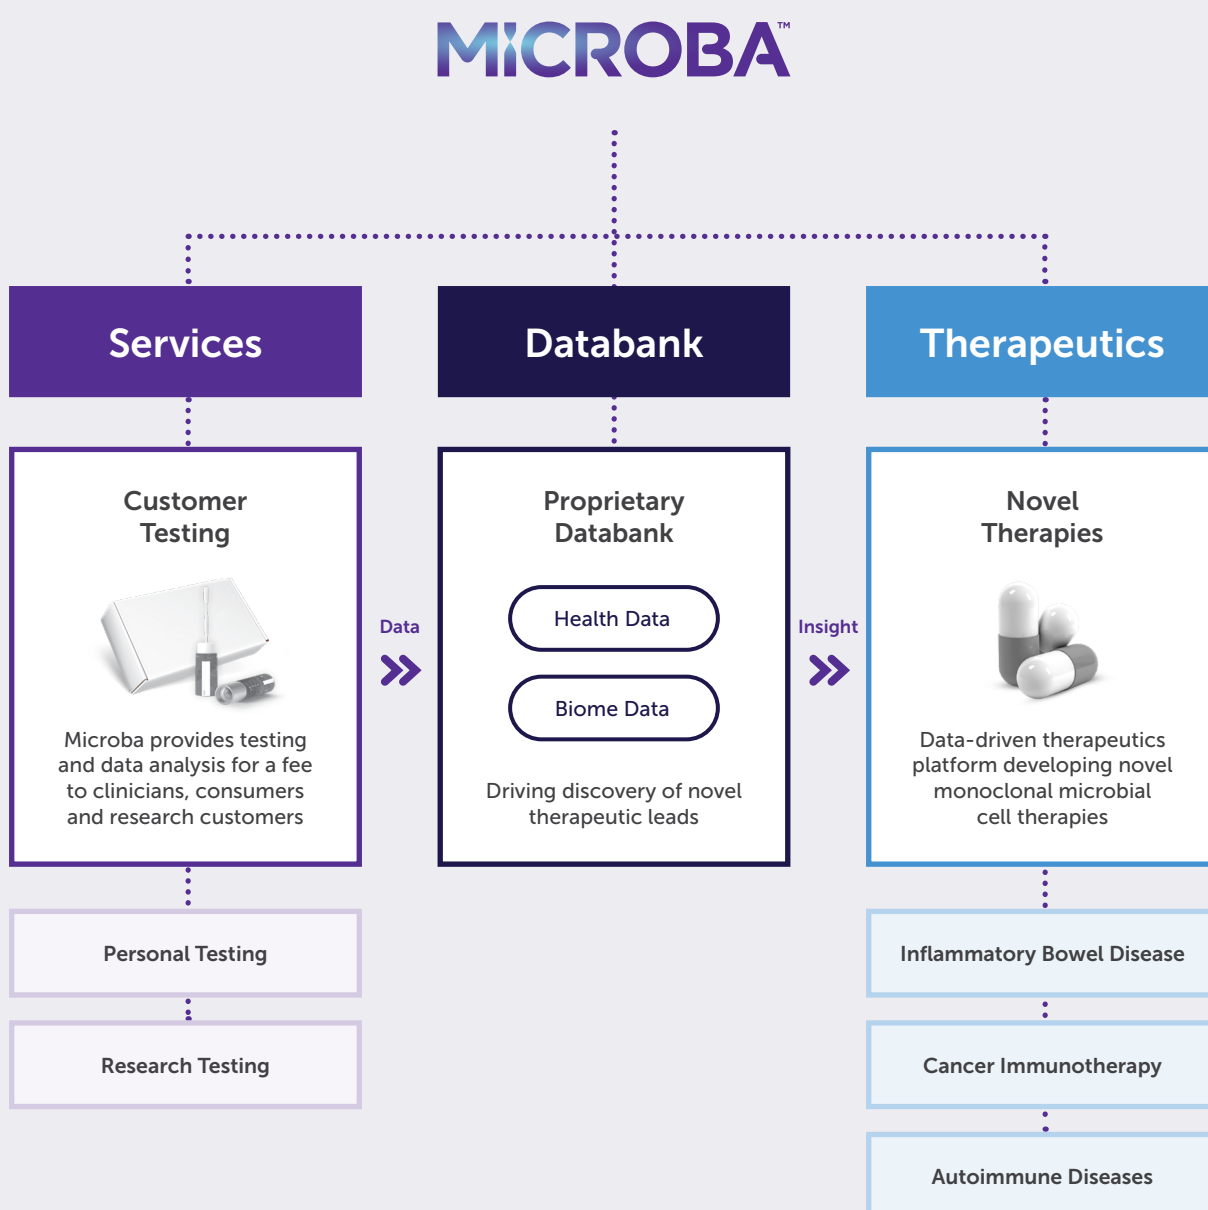 MICROBA™
Services
Databank
Therapeutics
Customer
Testing
Microba provides testing
and data analysis for a fee
to clinicians, consumers
and research customers
Data
Proprietary
Databank
Health Data
Biome Data
Driving discovery of novel
therapeutic leads
Insight
Novel
Therapies
Data-driven therapeutics
platform developing novel
monoclonal microbial
cell therapies
Personal Testing
Research Testing
Inflammatory Bowel Disease
Cancer Immunotherapy
Autoimmune Diseases